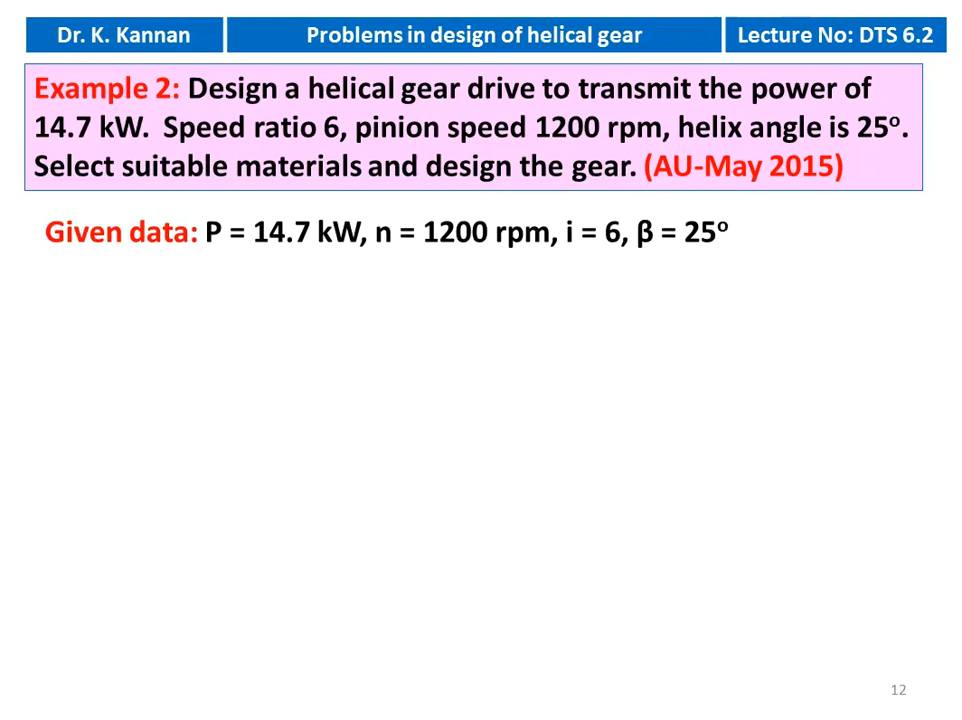 Dr. K. Kannan
Problems in design of helical gear
Lecture No: DTS 6.2
Example 2: Design a helical gear drive to transmit the power of
14.7 kW. Speed ratio 6, pinion speed 1200 rpm, helix angle is 25º.
Select suitable materials and design the gear. (AU-May 2015)
Given data: P = 14.7 kW, n = 1200 rpm, i = 6, β = 25º
12